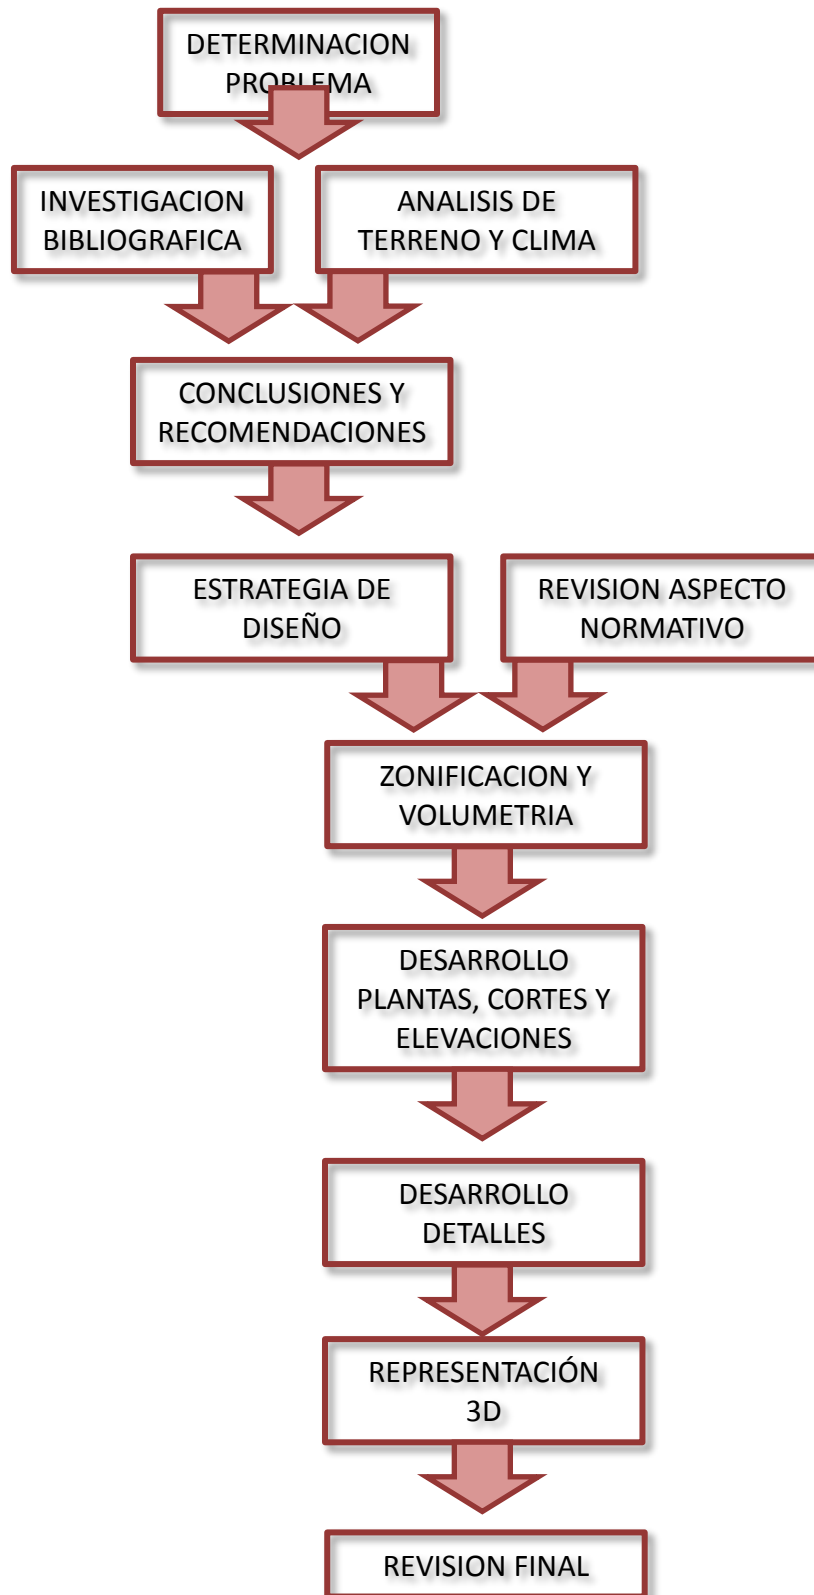 DETERMINACION
PROBLEMA
INVESTIGACION
BIBLIOGRAFICA
ANALISIS DE
TERRENO Y CLIMA
CONCLUSIONES Y
RECOMENDACIONES
ESTRATEGIA DE
DISEÑO
REVISION ASPECTO
NORMATIVO
ZONIFICACION Y
VOLUMETRIA
DESARROLLO
PLANTAS, CORTES Y
ELEVACIONES
DESARROLLO
DETALLES
REPRESENTACIÓN
3D
REVISION FINAL